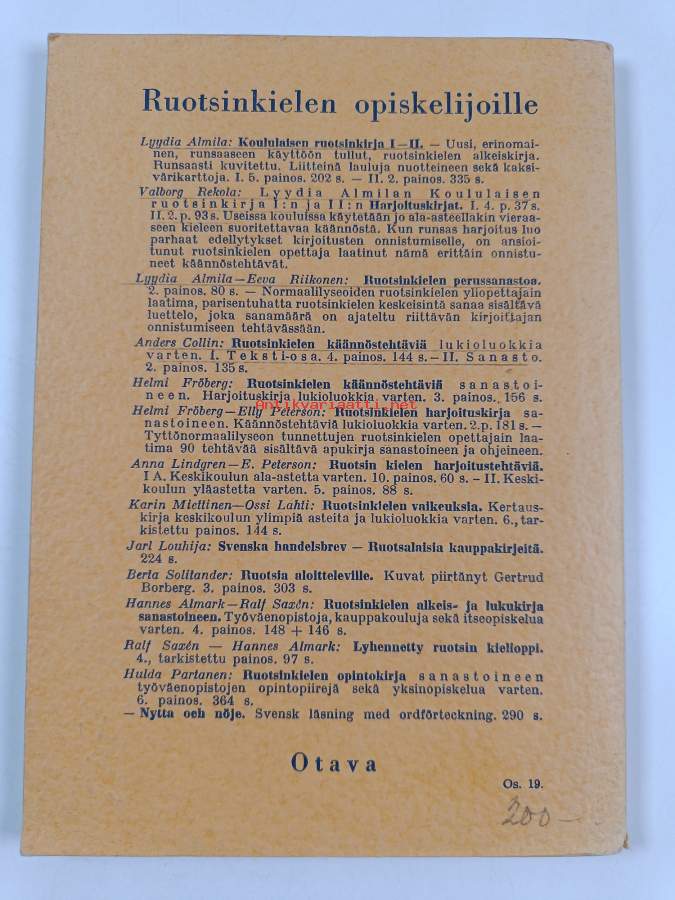 Ruotsinkielen opiskelijoille
Lyydia Almila: Koululaisen ruotsinkirja I—II. — Uusi, erinomai-
nen, runsaaseen käyttöön tullut, ruotsinkielen alkeiskirja.
Runsaasti kuvitettu. Liitteinä lauluja nuotteineen sekä kaksi-
värikarttoja. I. 5. painos. 202 s. — II. 2. painos. 335 s.
Valborg Rekola: Lyydia Almilan Koululaisen
ruotsinkirja I:n ja II:n Harjoituskirjat. I. 4. p. 37 s.
II. 2. p. 93 s. Useissa kouluissa käytetään jo ala-asteellakin vieraa-
seen kieleen suoritettavaa käännöstä. Kun runsas harjoitus luo
parhaat edellytykset kirjoitusten onnistumiselle, on ansioi-
tunut ruotsinkielen opettaja laatinut nämä erittäin onnistu-
neet käännöstehtävät.
Lyydia Almila—Eeva Riikonen: Ruotsinkielen perussanastoa.
2. painos. 80 s. — Normaalilyseoiden ruotsinkielen yliopettajain
laatima, parisentuhatta ruotsinkielen keskeisintä sanaa sisältävä
luettelo, joka sanamäärä on ajateltu riittävän kirjoittajan
onnistumiseen tehtävässään.
Anders Collin: Ruotsinkielen käännöstehtäviä lukioluokkia
varten. I. Teksti-osa. 4. painos. 144 s. — II. Sanasto.
2. painos. 135 s.
Helmi Fröberg: Ruotsinkielen käännöstehtäviä sanastoi-
neen. Harjoituskirja lukioluokkia varten. 3. painos. 156 s.
Antikvariaatti.net
Helmi Fröberg—Elly Peterson: Ruotsinkielen harjoituskirja sa-
nastoineen. Käännöstehtäviä lukioluokkia varten. 2. p. 181 s. —
Tyttönormaalilyseon tunnettujen ruotsinkielen opettajain laa-
tima 90 tehtävää sisältävä apukirja sanastoineen ja ohjeineen.
Anna Lindgren—E. Peterson: Ruotsin kielen harjoitustehtäviä.
I A. Keskikoulun ala-astetta varten. 10. painos. 60 s. — II. Keski-
koulun yläastetta varten. 5. painos. 88 s.
Karin Miettinen—Ossi Lahti: Ruotsinkielen vaikeuksia. Kertaus-
kirja keskikoulun ylimpiä asteita ja lukioluokkia varten. 6., tar-
kistettu painos. 144 s.
Jarl Louhija: Svenska handelsbrev — Ruotsalaisia kauppakirjeitä.
224 s.
Berta Solitander: Ruotsia aloitteleville. Kuvat piirtänyt Gertrud
Borberg. 3. painos. 303 s.
Hannes Almark—Ralf Saxén: Ruotsinkielen alkeis- ja lukukirja
sanastoineen. Työväenopistoja, kauppakouluja sekä itseopiskelua
varten. 4. painos. 148 + 146 s.
Ralf Saxén — Hannes Almark: Lyhennetty ruotsin kielioppi.
4., tarkistettu painos. 97 s.
Hulda Partanen: Ruotsinkielen opintokirja sanastoineen
työväenopistojen opintopiirejä sekä yksinopiskelua varten.
6. painos. 364 s.
— Nytta och nöje. Svensk läsning med ordförteckning. 290 s.
Otava
Os. 19.
200—